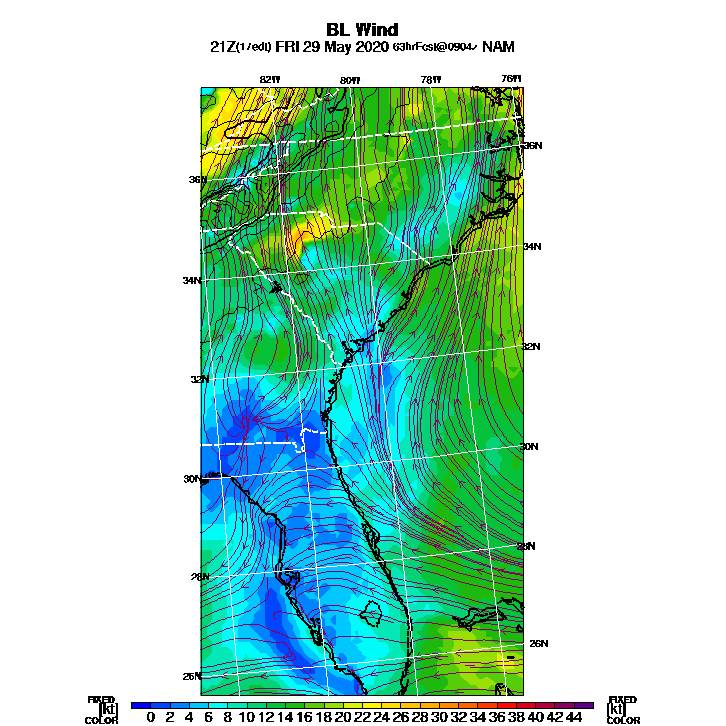 BL Wind
21Z(17edt) FRI 29 May 2020 63hrFcst@0904z NAM
82W 80W 78W 76W
36N
36N
34N
34N
32N
32N
30N
30N
28N
28N
26N
26N
FIXED [kt] COLOR
0 2 4 6 8 10 12 14 16 18 20 22 24 26 28 30 32 34 36 38 40 42 44
FIXED [kt] COLOR